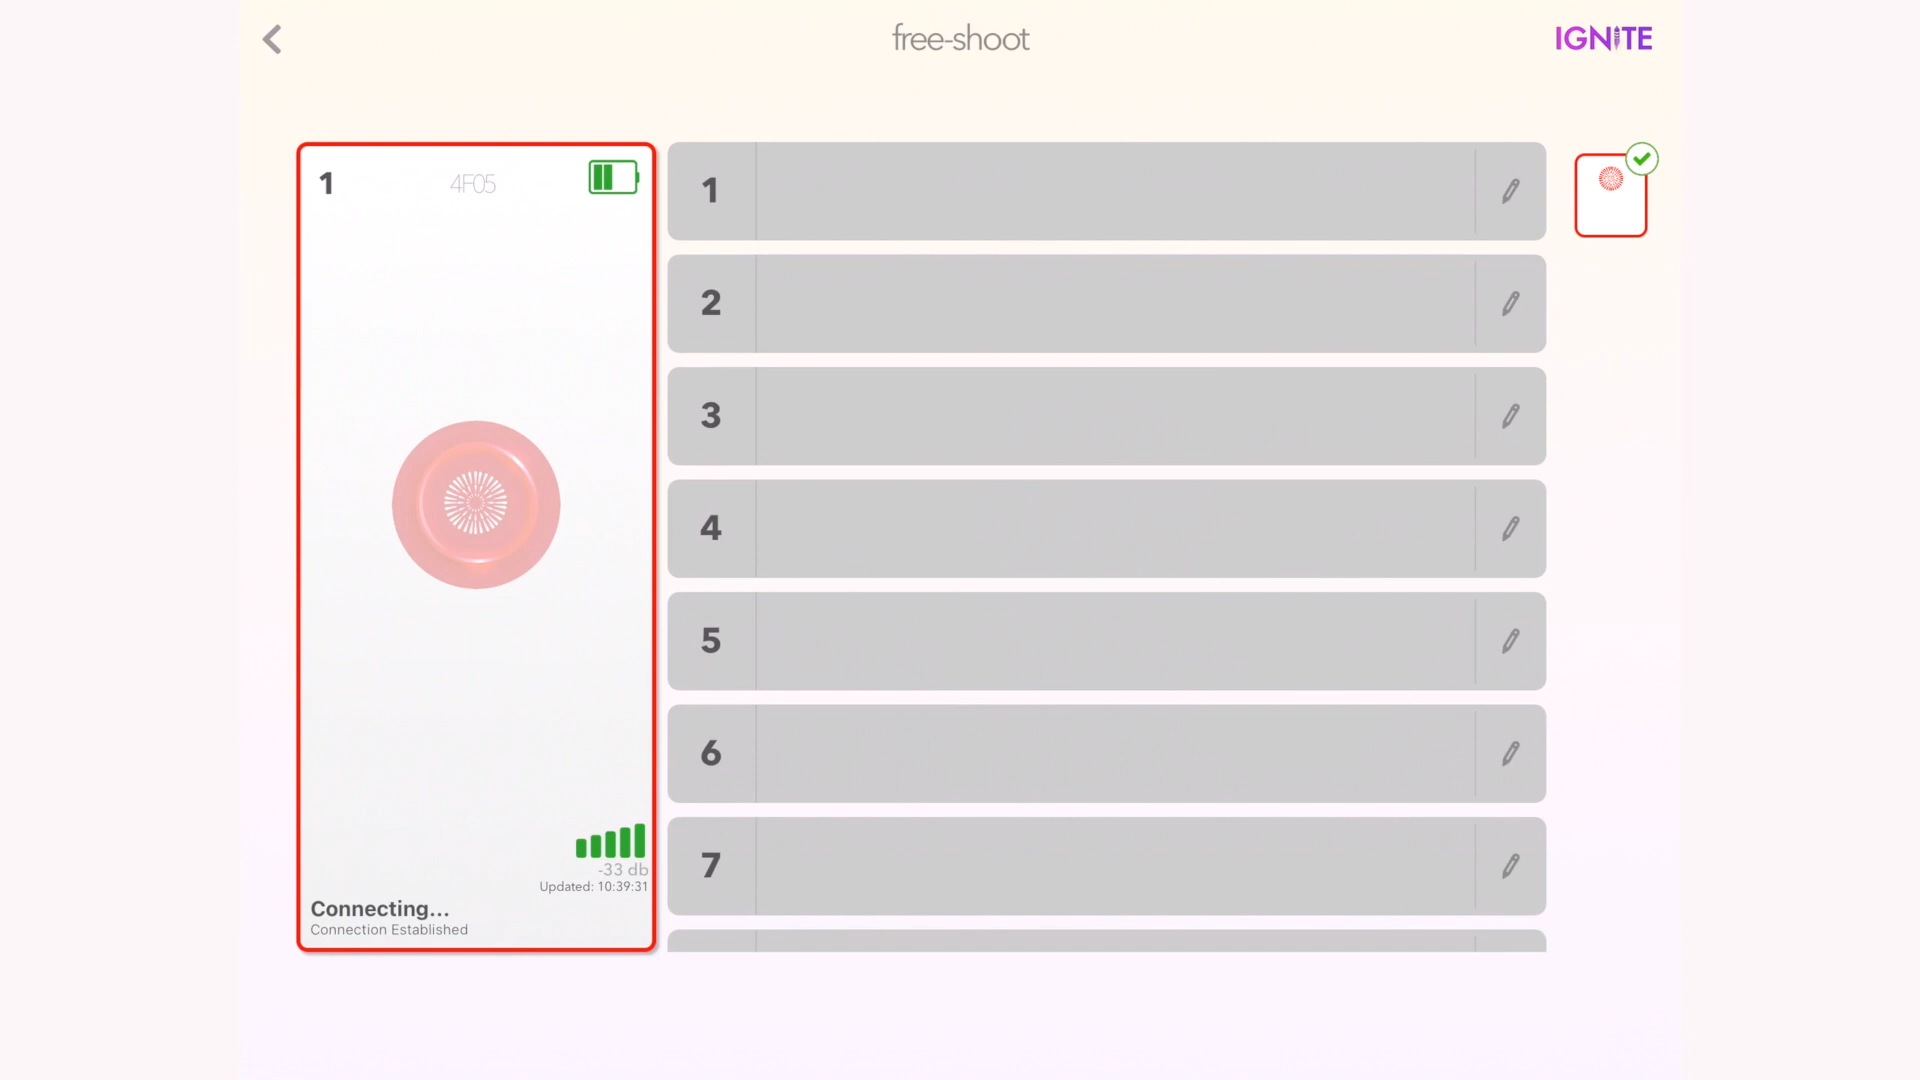 free-shoot
IGNITE
1
4F05
-33 db
Updated: 10:39:31
Connecting...
Connection Established
1
2
3
4
5
6
7